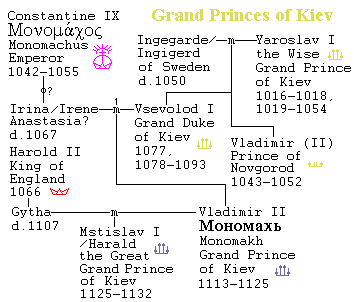 Constantine IX
Μονομάχος
Monomachus
Emperor
1042–1055
o?
Grand Princes of Kiev
Ingegarde/
Ingigerd
of Sweden
d.1050
m
Yaroslav I
the Wise
Grand Prince
of Kiev
1016–1018,
1019–1054
Irina/Irene
Anastasia?
d.1067
m
Vsevolod I
Grand Duke
of Kiev
1077,
1078–1093
Vladimir (II)
Prince of
Novgorod
1043–1052
Harold II
King of
England
1066
Gytha
d.1107
m
Vladimir II
Мономахь
Monomakh
Grand Prince
of Kiev
1113–1125
Mstislav I
/Harald
the Great
Grand Prince
of Kiev
1125–1132